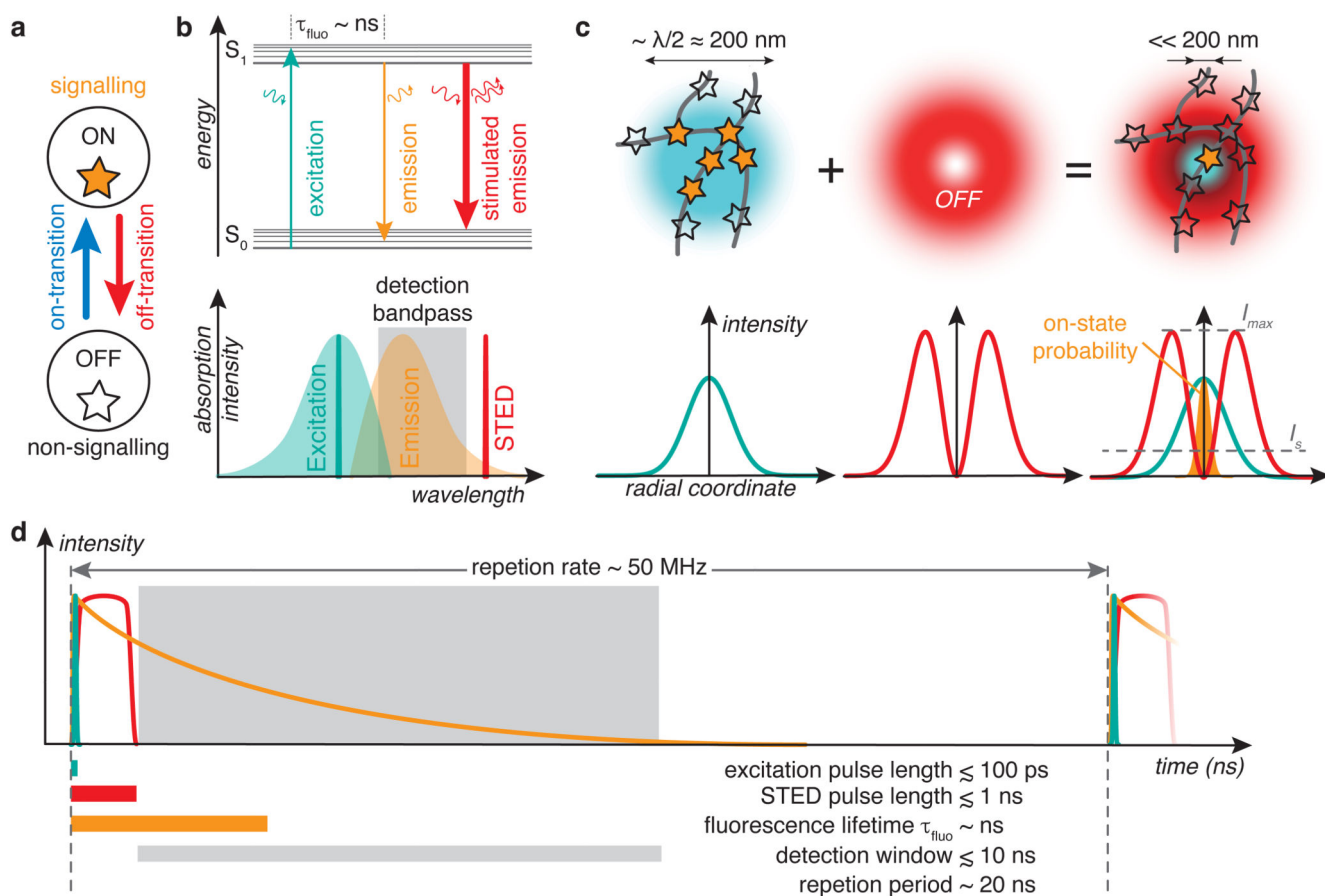 a
signalling
ON
on-transition
off-transition
OFF
non-signalling
b
τfluo ~ ns
S1
energy
excitation
emission
stimulated
emission
S0
detection
bandpass
absorption
intensity
Excitation
Emission
STED
wavelength
c
~ λ/2 ≈ 200 nm
+
OFF
=
<< 200 nm
intensity
radial coordinate
on-state
probability
Imax
Is
d
intensity
repetion rate ~ 50 MHz
time (ns)
excitation pulse length ≲ 100 ps
STED pulse length ≲ 1 ns
fluorescence lifetime τfluo ~ ns
detection window ≲ 10 ns
repetion period ~ 20 ns